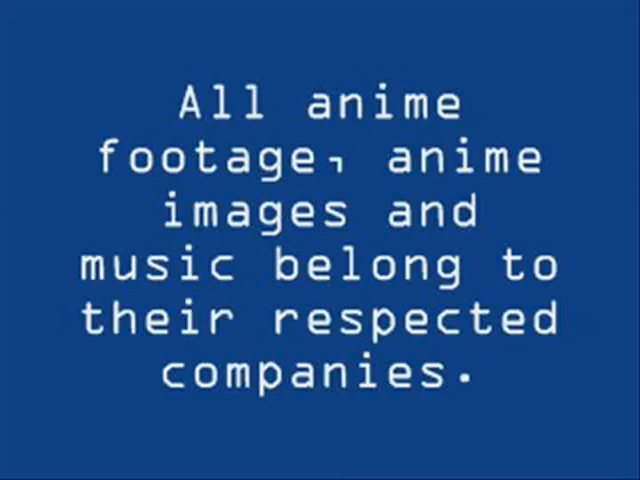 All anime
footage, anime
images and
music belong to
their respected
companies.